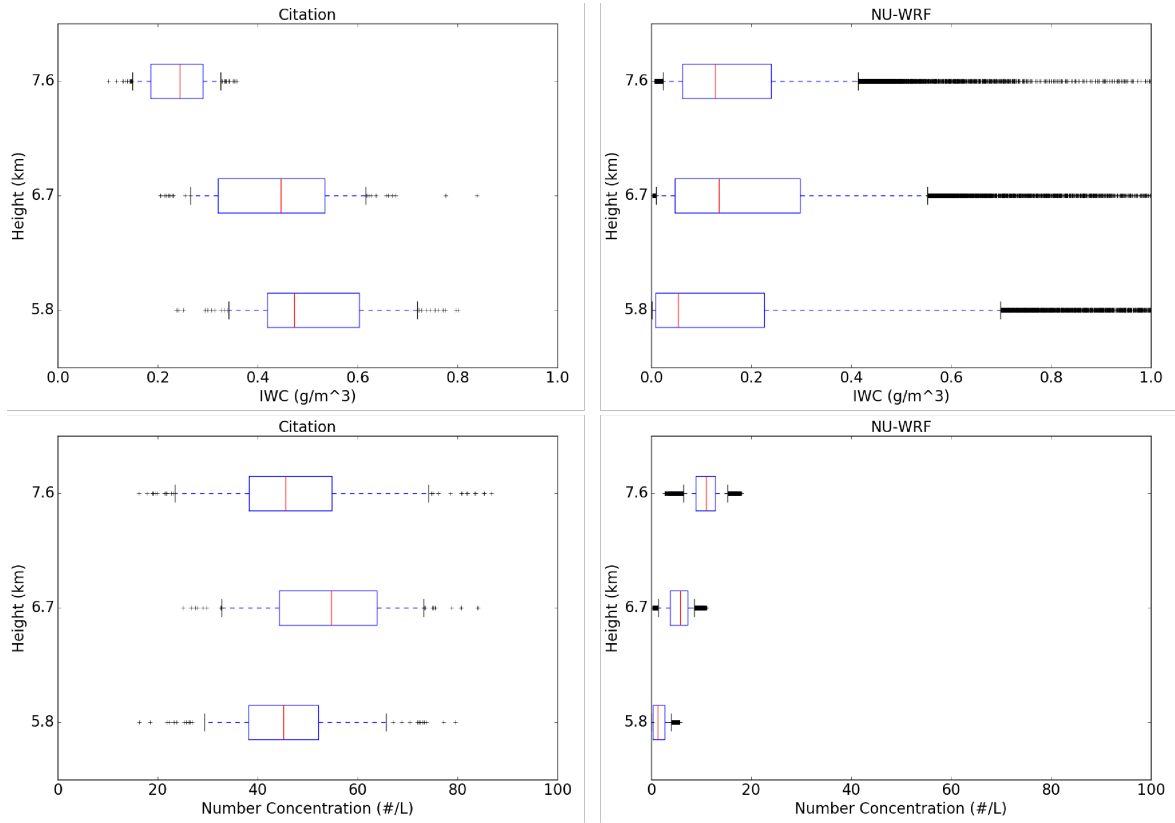 Citation
Height (km)
7.6
6.7
5.8
0.0 0.2 0.4 0.6 0.8 1.0
IWC (g/m^3)
NU-WRF
Height (km)
7.6
6.7
5.8
0.0 0.2 0.4 0.6 0.8 1.0
IWC (g/m^3)
Citation
Height (km)
7.6
6.7
5.8
0 20 40 60 80 100
Number Concentration (#/L)
NU-WRF
Height (km)
7.6
6.7
5.8
0 20 40 60 80 100
Number Concentration (#/L)